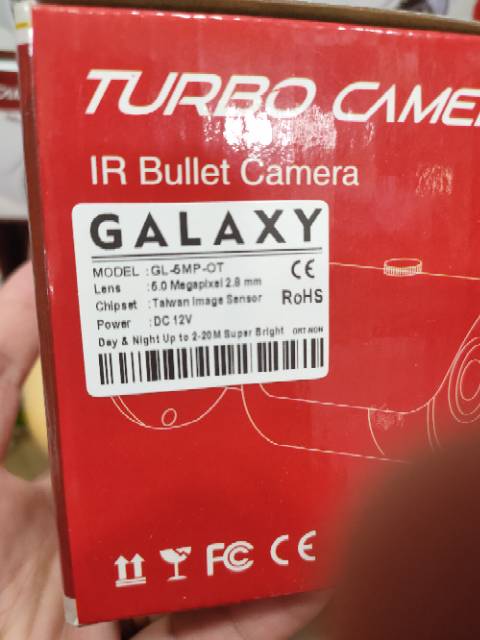 TURBO CAME
IR Bullet Camera
GALAXY
MODEL : GL-5MP-OT
Lens : 5.0 Megapixel 2.8 mm
Chipset : Taiwan Image Sensor
Power : DC 12V
CE
RoHS
Day & Night Up to 2-20M Super Bright
FC CE